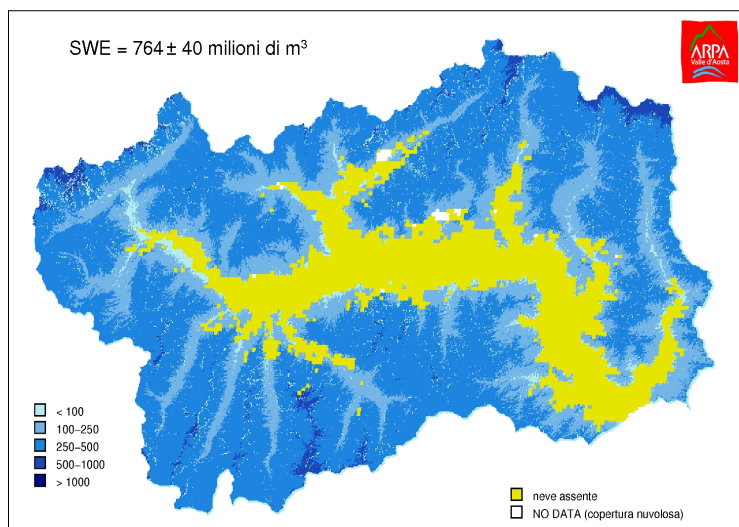 SWE = 764 ± 40 milioni di m³
ARPA
Valle d'Aosta
< 100
100–250
250–500
500–1000
> 1000
neve assente
NO DATA (copertura nuvolosa)